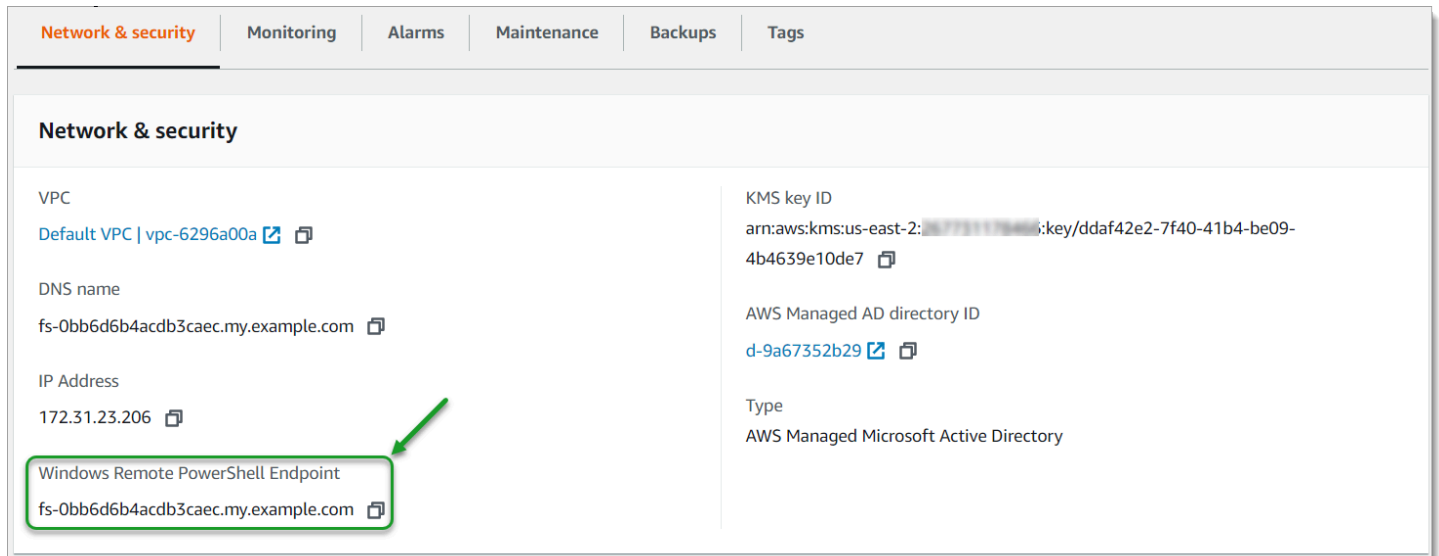 Network & security Monitoring Alarms Maintenance Backups Tags
Network & security
VPC
Default VPC | vpc-6296a00a
DNS name
fs-0bb6d6b4acdb3caec.my.example.com
IP Address
172.31.23.206
Windows Remote PowerShell Endpoint
fs-0bb6d6b4acdb3caec.my.example.com
KMS key ID
arn:aws:kms:us-east-2: :key/ddaf42e2-7f40-41b4-be09-
4b4639e10de7
AWS Managed AD directory ID
d-9a67352b29
Type
AWS Managed Microsoft Active Directory